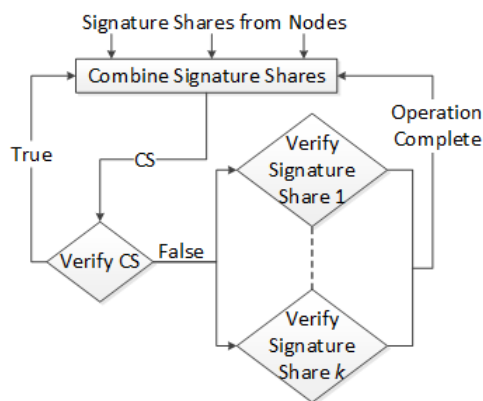 Signature Shares from Nodes
Combine Signature Shares
Operation
Complete
True
CS
Verify
Signature
Share 1
Verify CS
False
Verify
Signature
Share k